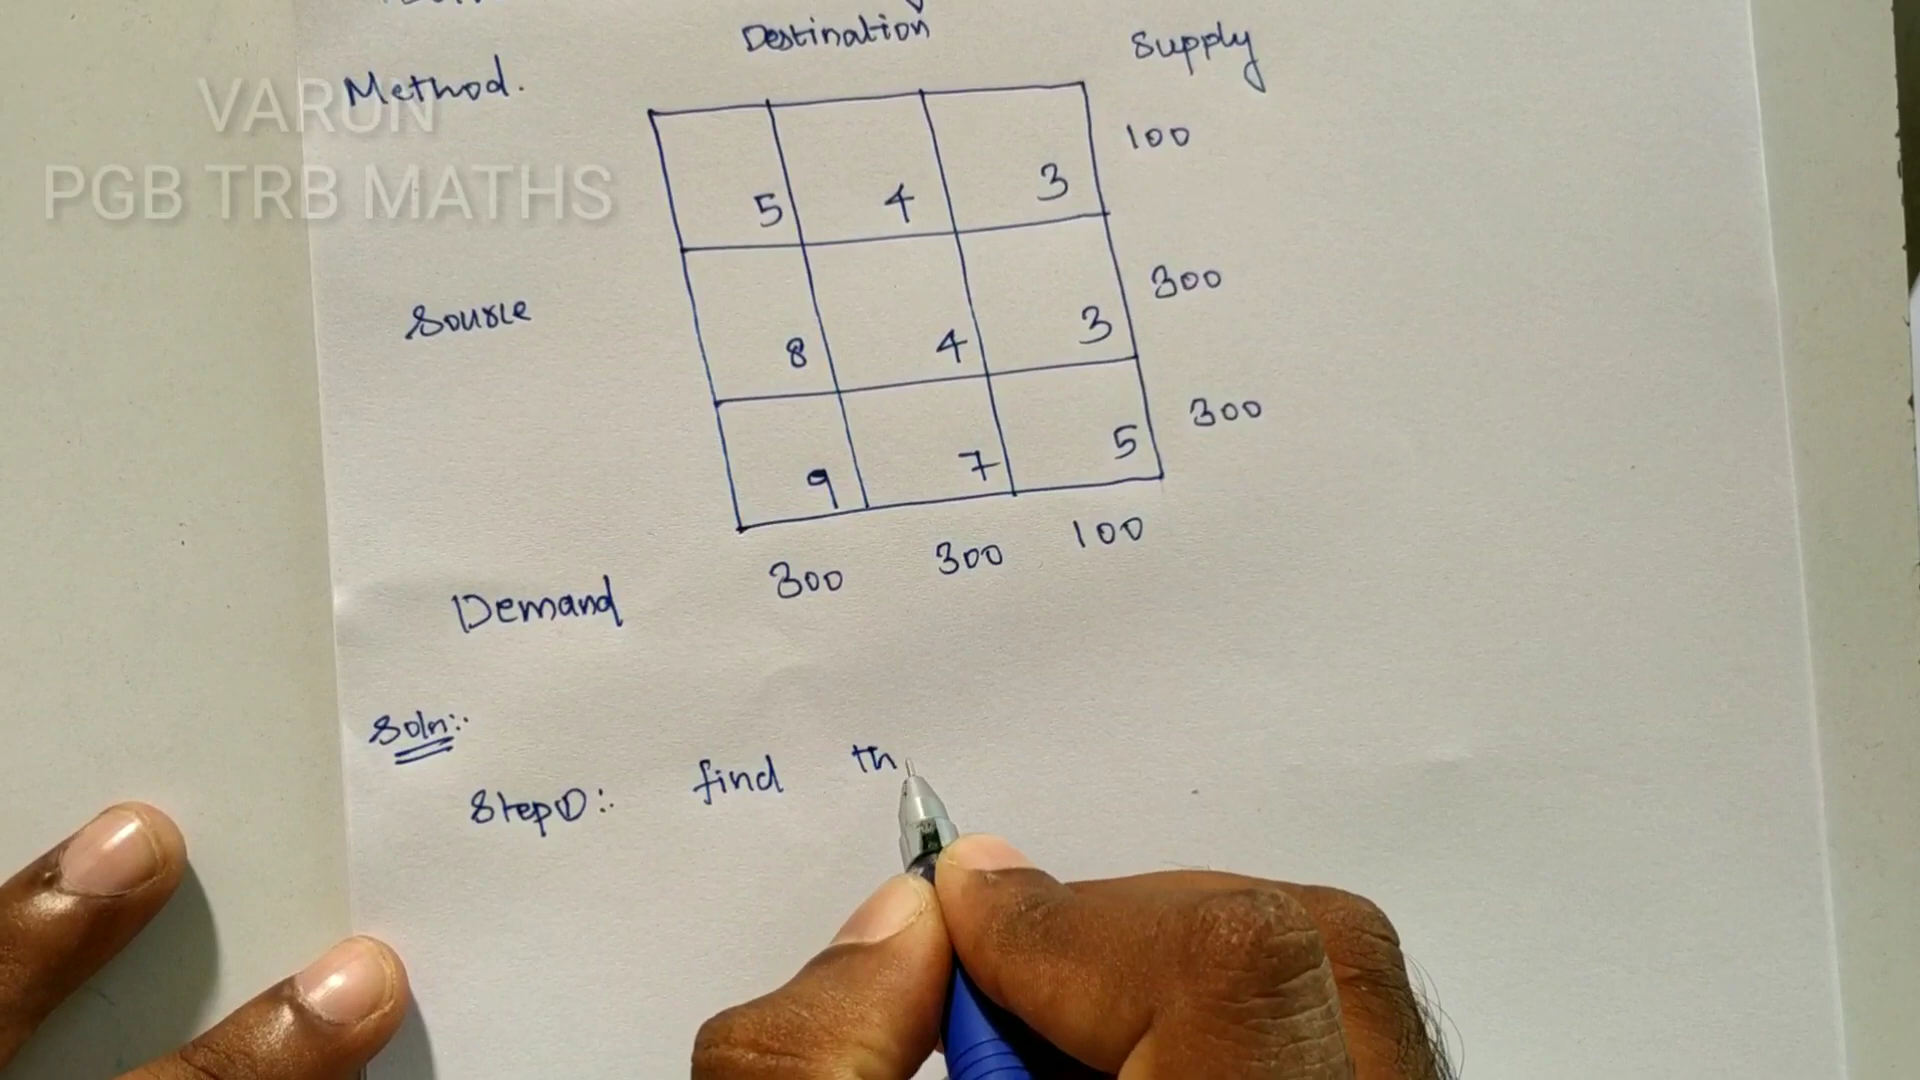 Destination
Supply
Method.
VARUN
PGB TRB MATHS
5 4 3 100
Source
8 4 3 300
9 7 5 300
Demand 300 300 100
Soln:-
Step①:- find th